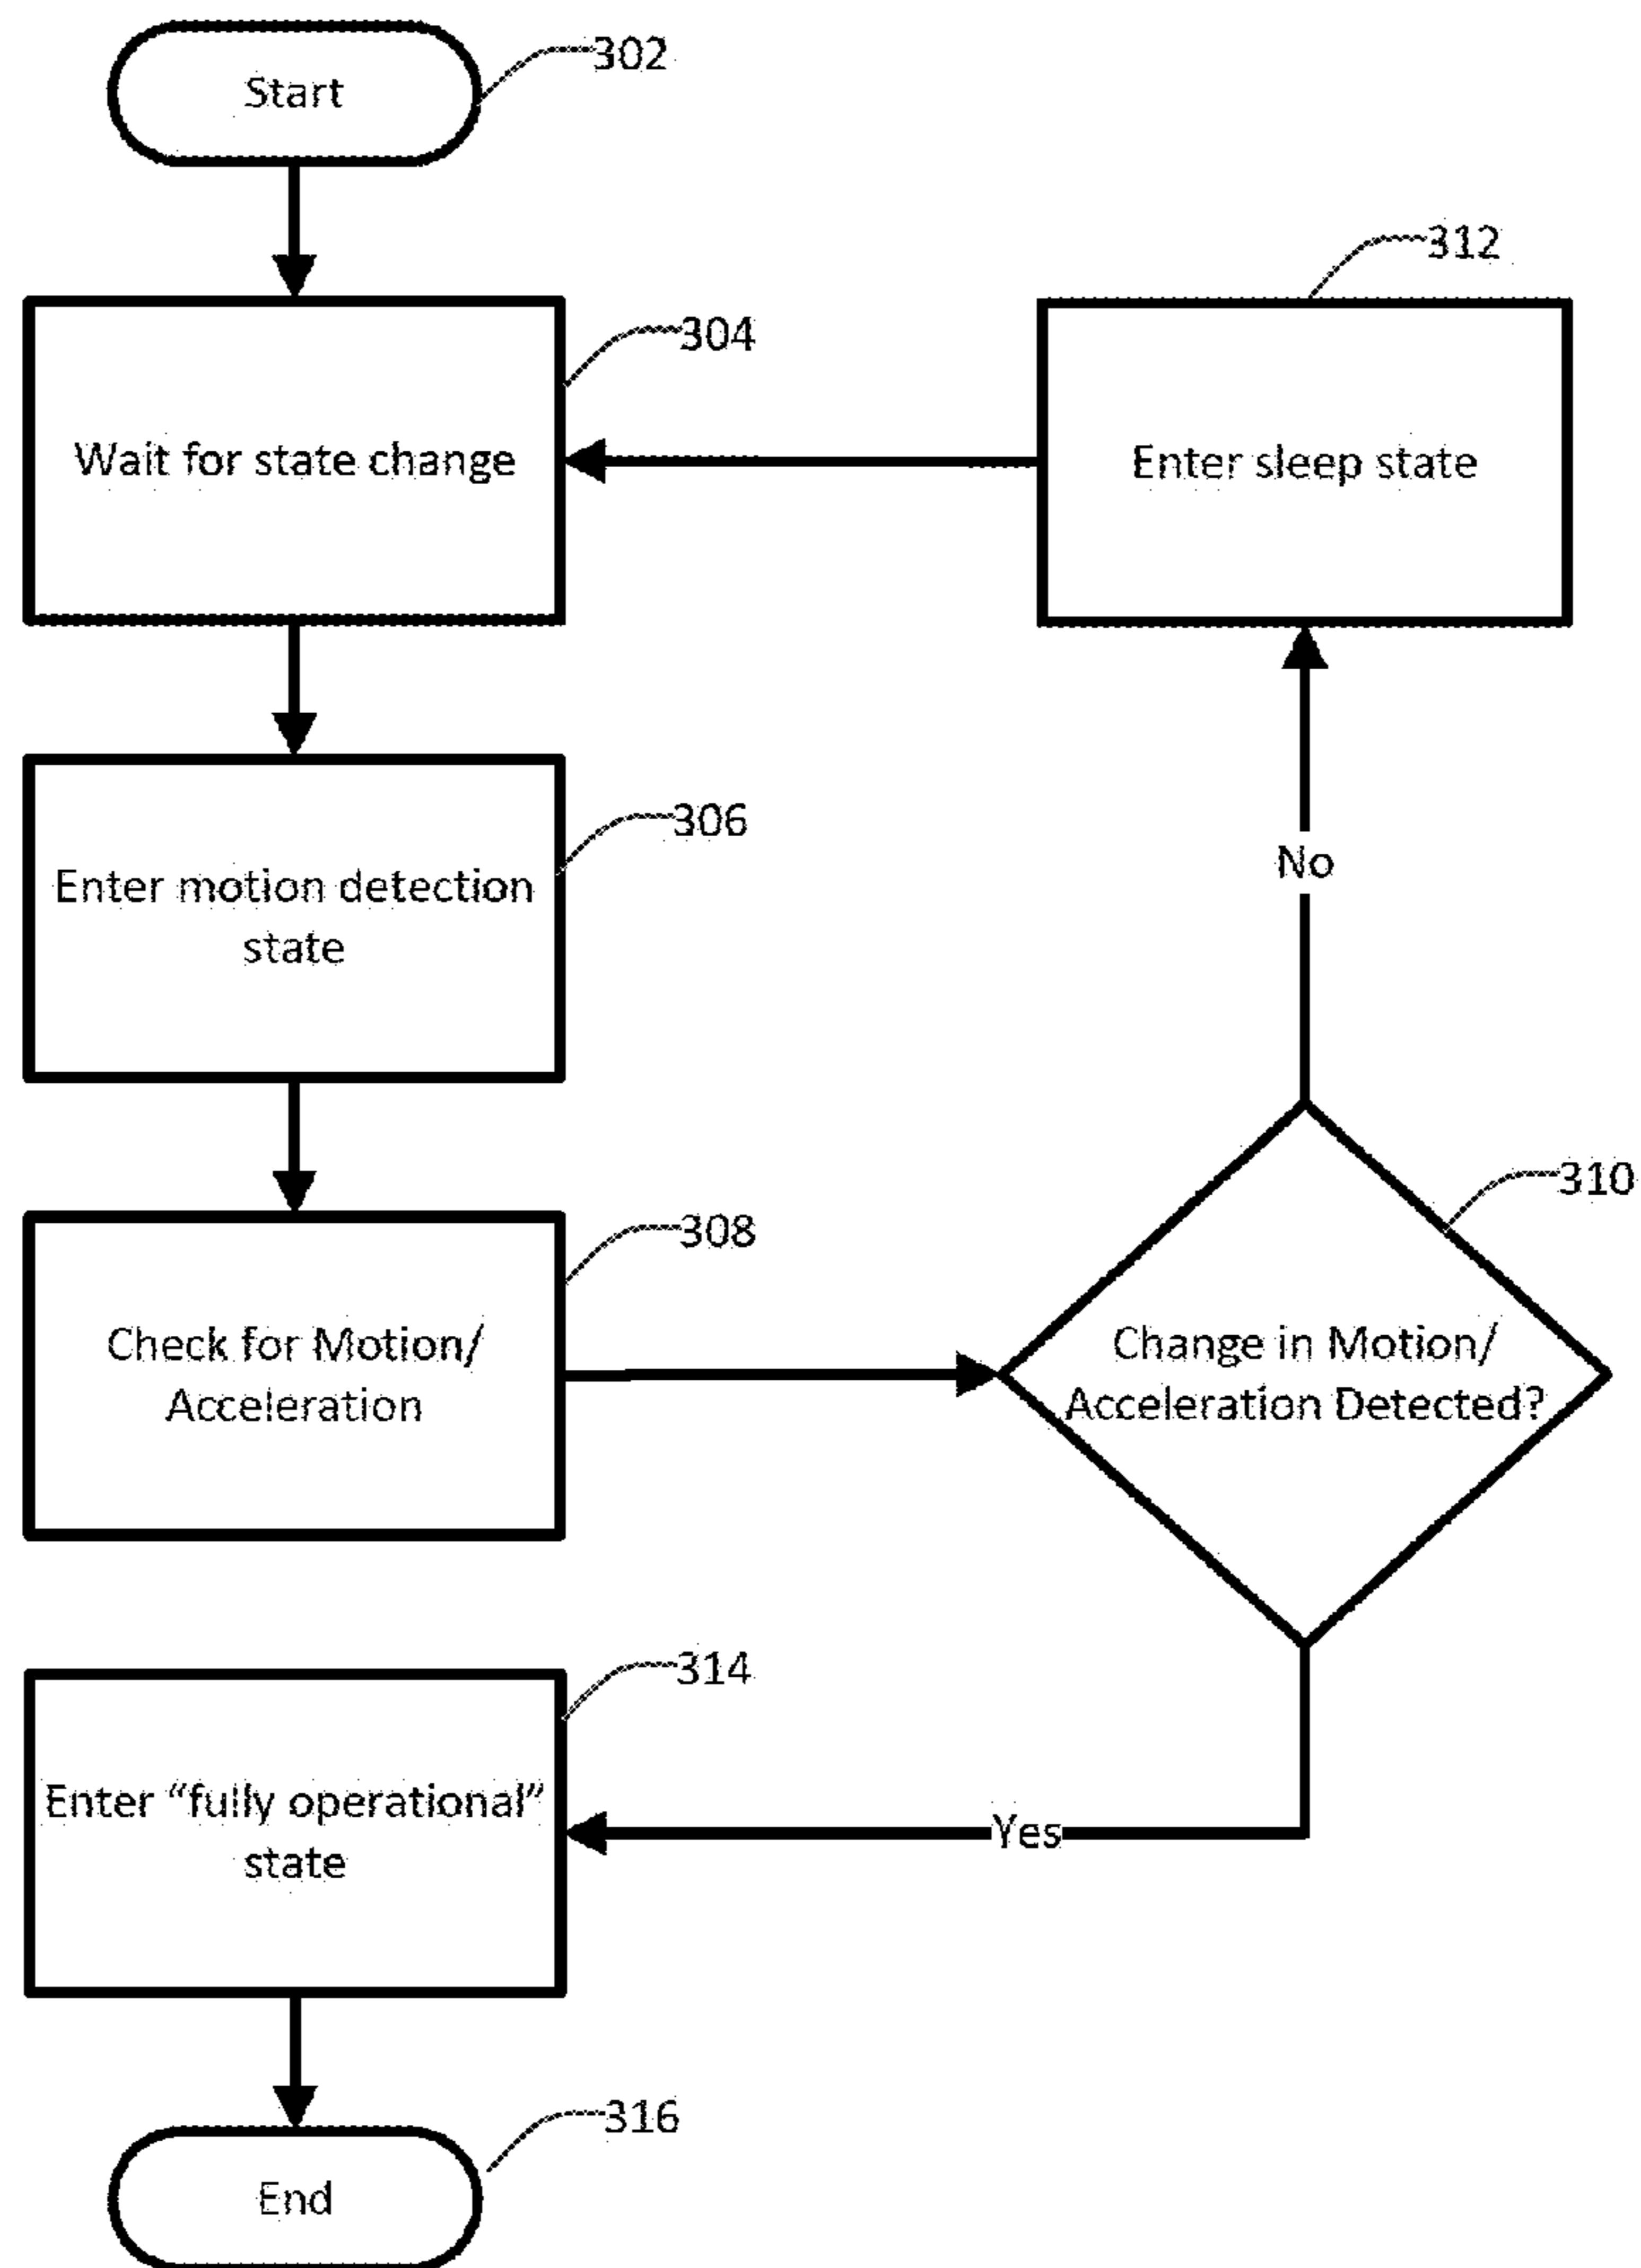 Start
302
304
Wait for state change
312
Enter sleep state
306
Enter motion detection
state
No
308
Check for Motion/
Acceleration
310
Change in Motion/
Acceleration Detected?
314
Enter “fully operational”
state
Yes
316
End